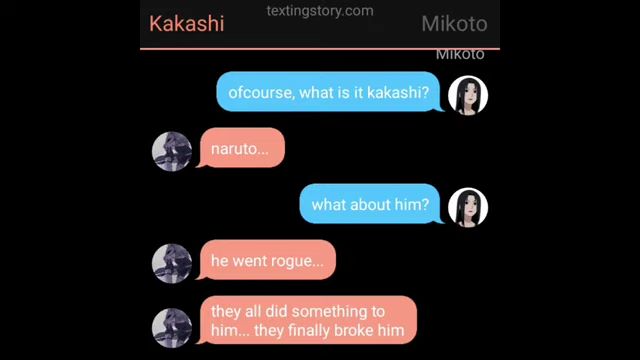 textingstory.com
Kakashi
Mikoto
Mikoto
ofcourse, what is it kakashi?
naruto...
what about him?
he went rogue...
they all did something to
him... they finally broke him